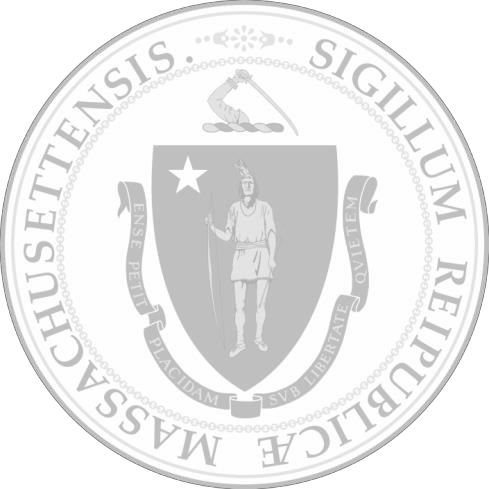 SIGILLUM REIPUBLICÆ MASSACHUSETTENSIS.
ENSE PETIT PLACIDAM SVB LIBERTATE QVIETEM